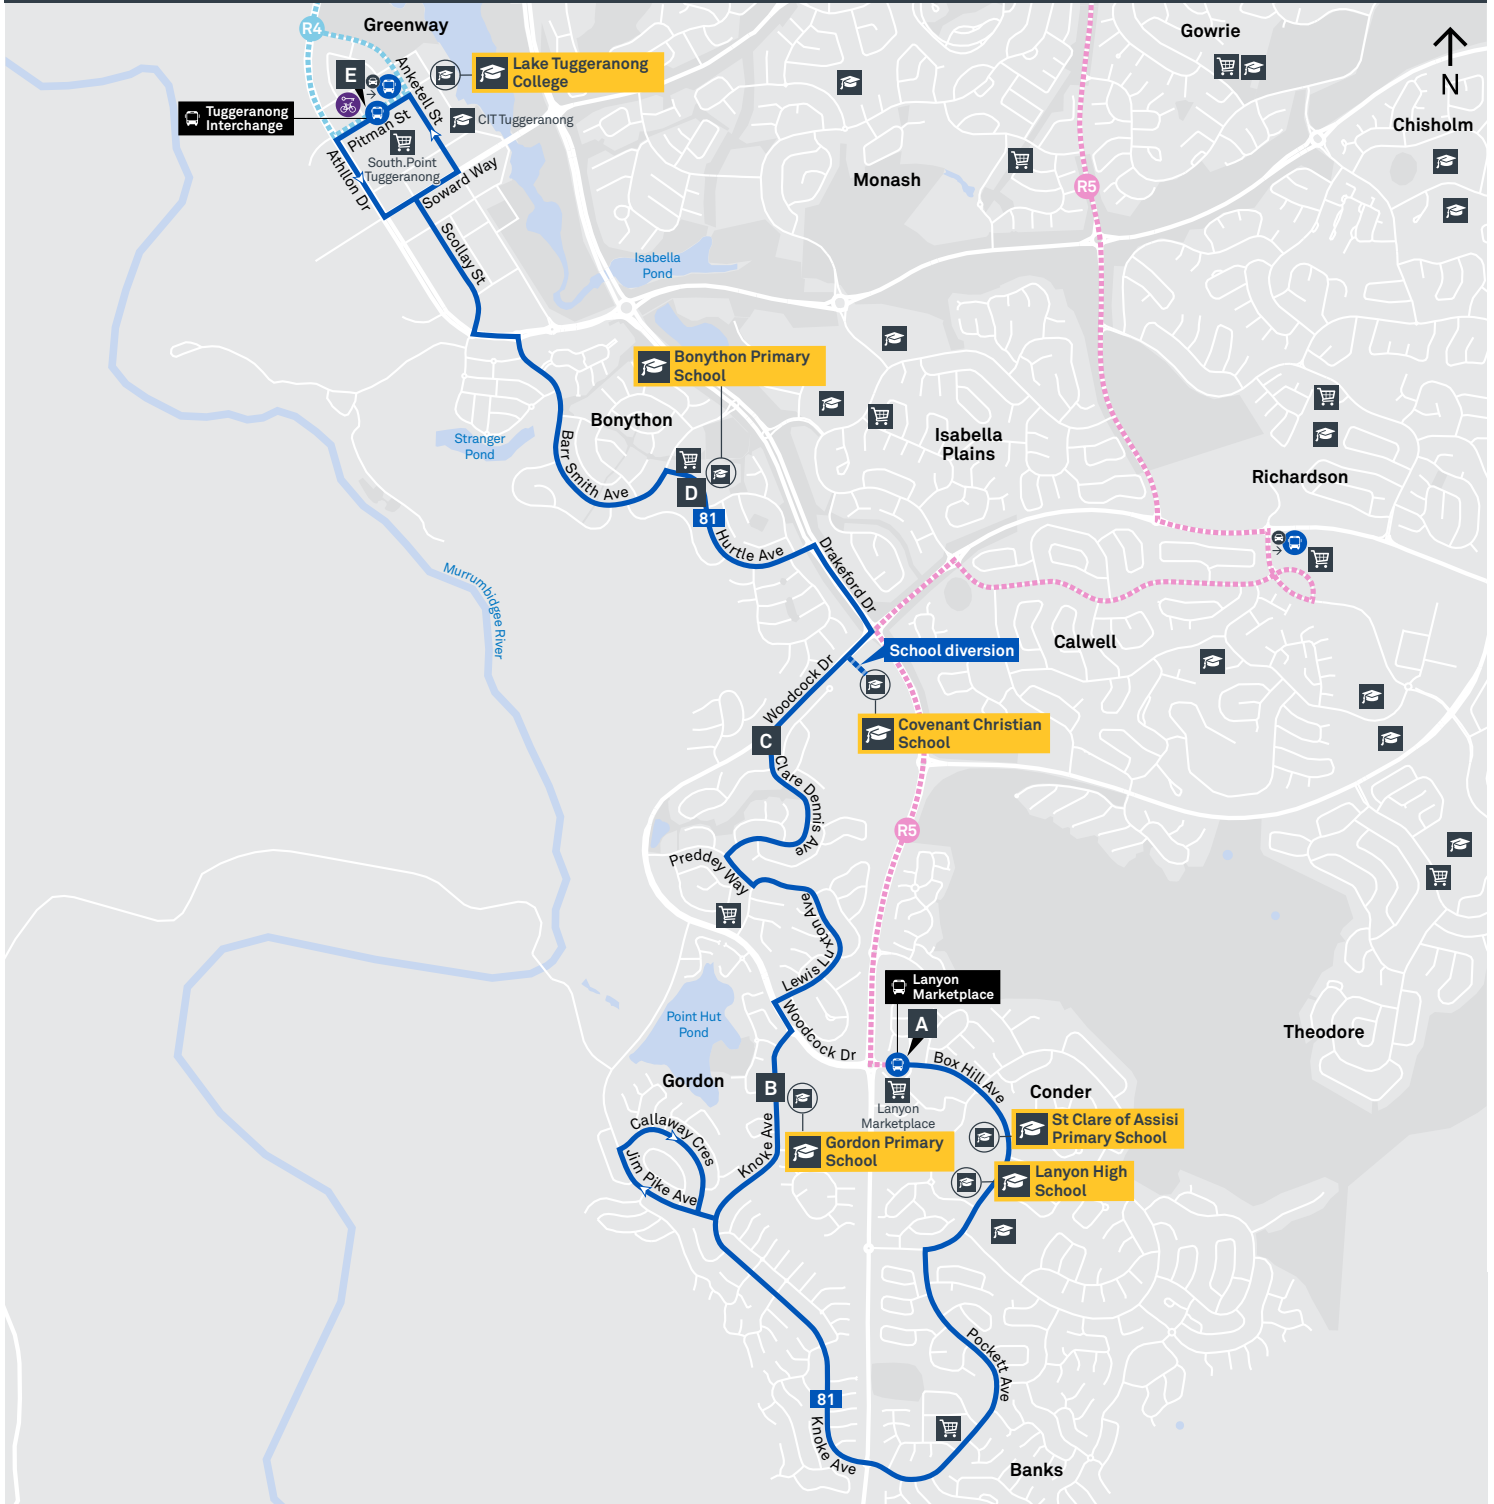 R4
Greenway
Gowrie
N
Lake Tuggeranong
College
E
Anketell St
Tuggeranong
Interchange
CIT Tuggeranong
Pitman St
Chisholm
South.Point
Tuggeranong
Athllon Dr
Soward Way
Monash
R5
Scollay St
Isabella
Pond
Bonython Primary
School
Bonython
Isabella
Plains
Stranger
Pond
Barr Smith Ave
Richardson
D
81
Hurtle Ave
Drakeford Dr
Murrumbidgee River
School diversion
Calwell
Woodcock Dr
Covenant Christian
School
C
Clare Dennis Ave
R5
Preddey Way
Lewis Luxton Ave
Lanyon
Marketplace
A
Point Hut
Pond
Woodcock Dr
Theodore
Box Hill Ave
Gordon
B
Conder
Lanyon
Marketplace
Callaway Cres
St Clare of Assisi
Primary School
Knoke Ave
Gordon Primary
School
Jim Pike Ave
Lanyon High
School
Pockett Ave
81
Knoke Ave
Banks